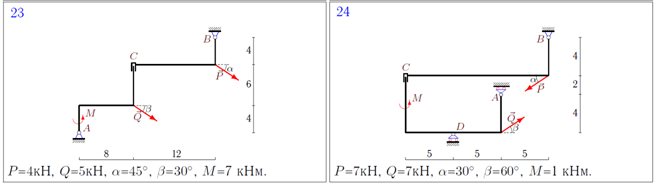 23
B
C
4
P α
6
M
Q β
4
A
8 12
P=4кН, Q=5кН, α=45°, β=30°, M=7 кНм.
24
B
C
4
α P
2
A
M
4
Q
D β
5 5 5
P=7кН, Q=7кН, α=30°, β=60°, M=1 кНм.